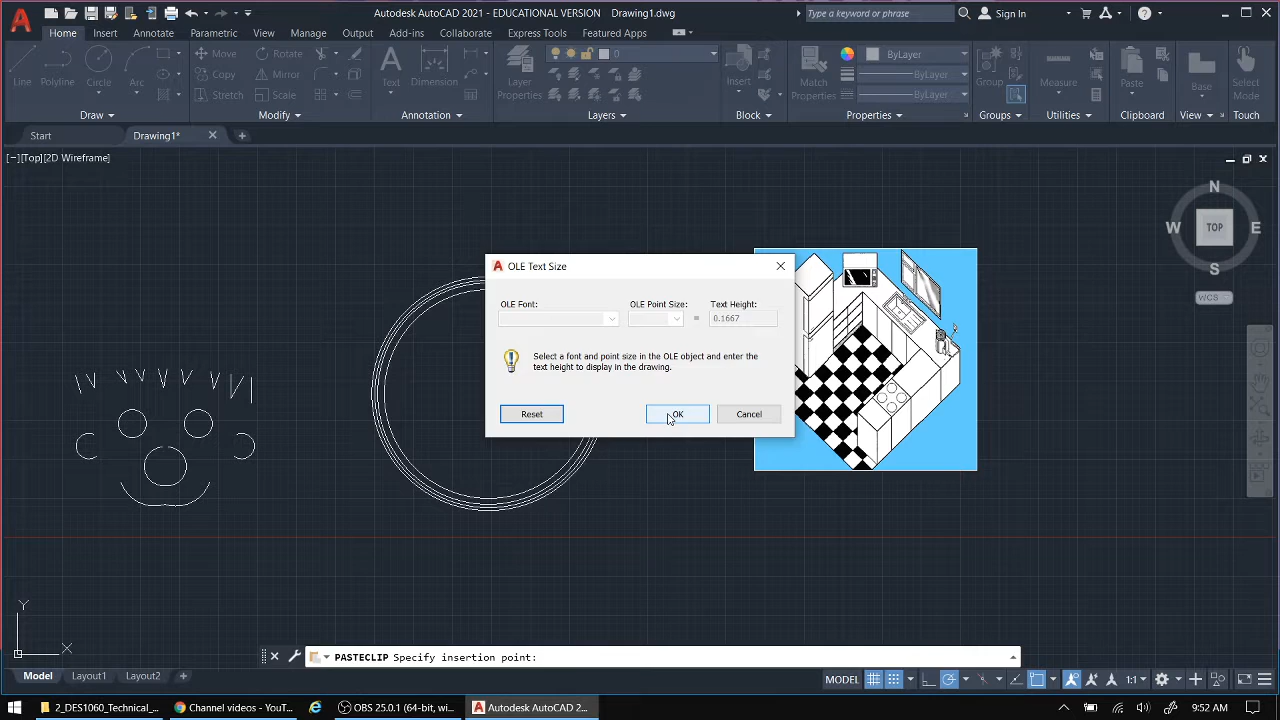 Autodesk AutoCAD 2021 - EDUCATIONAL VERSION Drawing1.dwg
Type a keyword or phrase
Sign In
Home Insert Annotate Parametric View Manage Output Add-ins Collaborate Express Tools Featured Apps
Line Polyline Circle Arc
Move Rotate
Copy Mirror
Stretch Scale
Text Dimension
Layer Properties
0
Insert
Match Properties
ByLayer
ByLayer
ByLayer
Group
Measure
Paste
Base
Select Mode
Draw Modify Annotation Layers Block Properties Groups Utilities Clipboard View Touch
Start Drawing1*
[−][Top][2D Wireframe]
N
W TOP E
S
WCS
OLE Text Size
OLE Font: OLE Point Size: Text Height:
= 0.1667
Select a font and point size in the OLE object and enter the
text height to display in the drawing.
Reset OK Cancel
Y
X
PASTECLIP Specify insertion point:
Model Layout1 Layout2
MODEL 1:1
2_DES1060_Technical_... Channel videos - YouT... OBS 25.0.1 (64-bit, wi... Autodesk AutoCAD 2...
9:52 AM